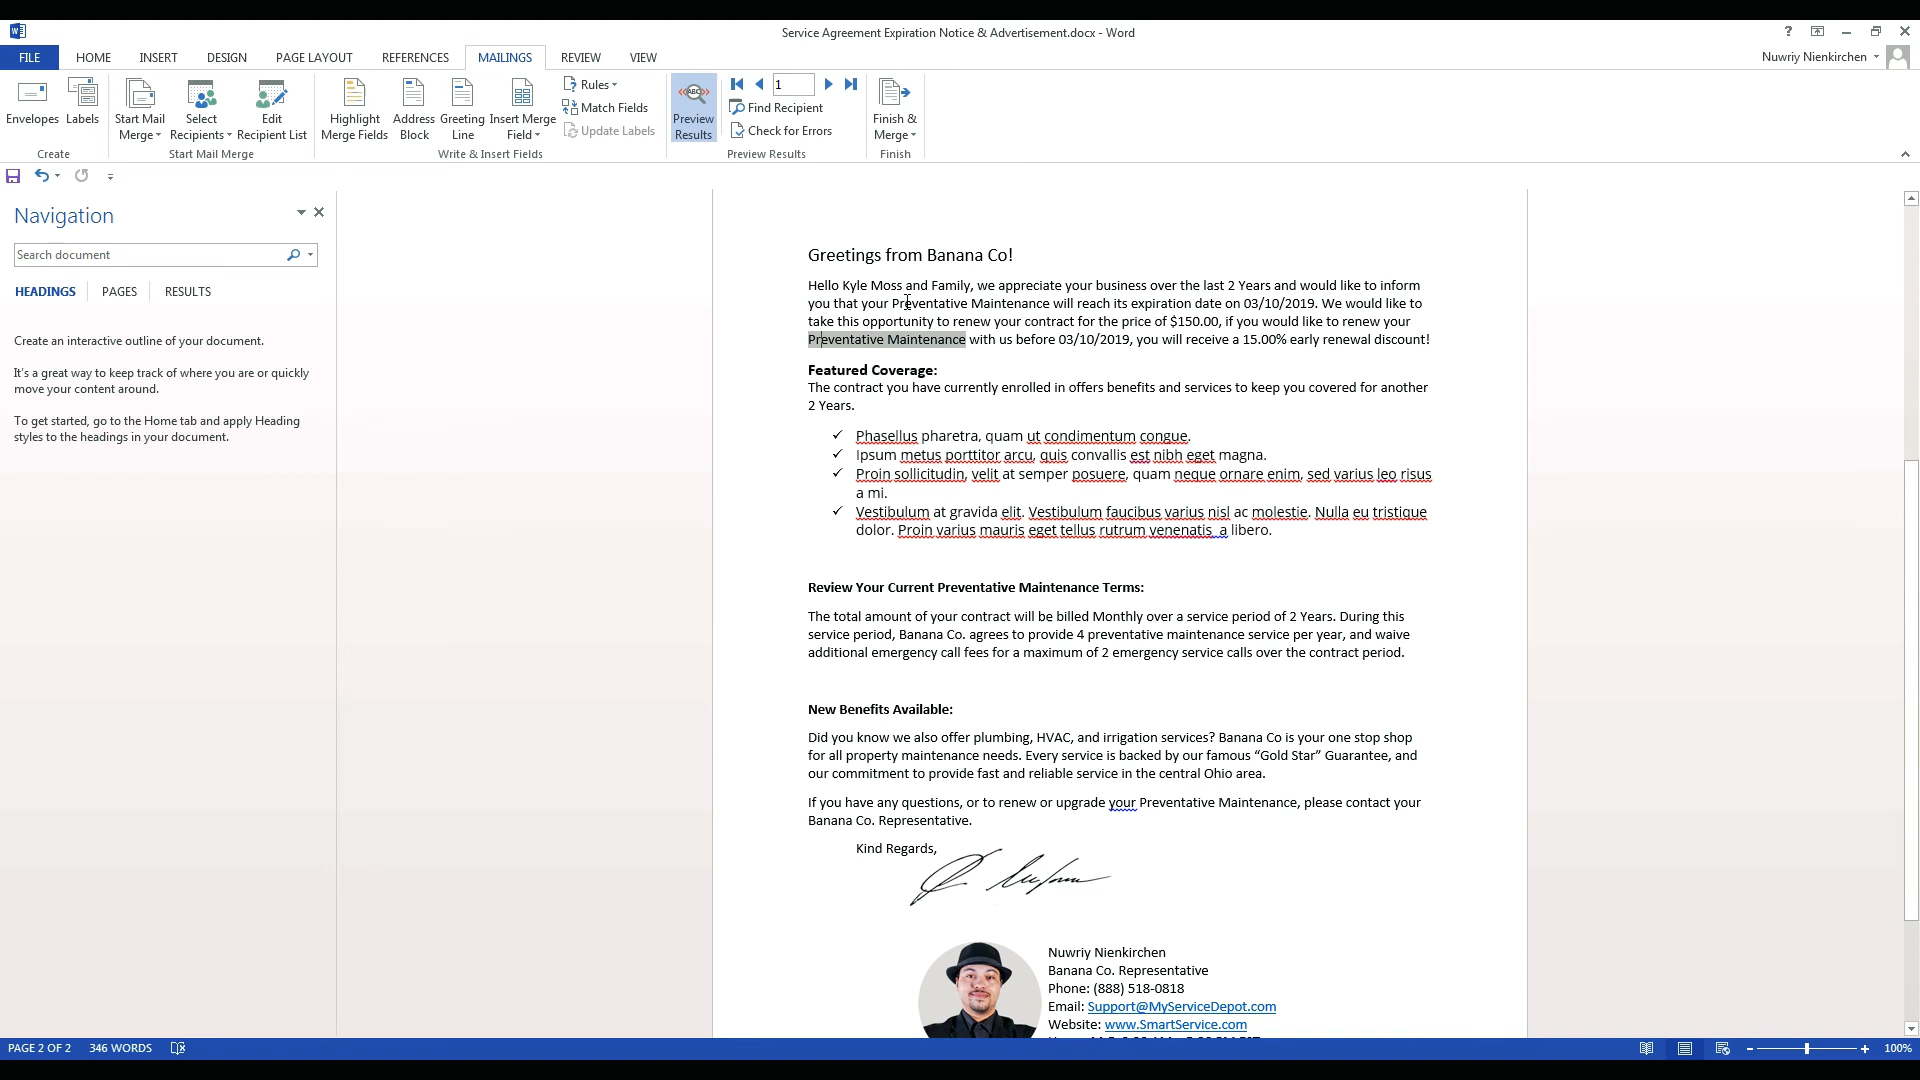 Service Agreement Expiration Notice & Advertisement.docx - Word
?
FILE HOME INSERT DESIGN PAGE LAYOUT REFERENCES MAILINGS REVIEW VIEW
Nuwriy Nienkirchen
Envelopes Labels
Create
Start Mail Merge
Select Recipients
Edit Recipient List
Start Mail Merge
Highlight Merge Fields
Address Block
Greeting Line
Insert Merge Field
Rules
Match Fields
Update Labels
Write & Insert Fields
«ABC»
Preview Results
1
Find Recipient
Check for Errors
Preview Results
Finish & Merge
Finish
Navigation
Search document
HEADINGS PAGES RESULTS
Create an interactive outline of your document.
It's a great way to keep track of where you are or quickly
move your content around.
To get started, go to the Home tab and apply Heading
styles to the headings in your document.
Greetings from Banana Co!
Hello Kyle Moss and Family, we appreciate your business over the last 2 Years and would like to inform
you that your Preventative Maintenance will reach its expiration date on 03/10/2019. We would like to
take this opportunity to renew your contract for the price of $150.00, if you would like to renew your
Preventative Maintenance with us before 03/10/2019, you will receive a 15.00% early renewal discount!
Featured Coverage:
The contract you have currently enrolled in offers benefits and services to keep you covered for another
2 Years.
✓ Phasellus pharetra, quam ut condimentum congue.
✓ Ipsum metus porttitor arcu, quis convallis est nibh eget magna.
✓ Proin sollicitudin, velit at semper posuere, quam neque ornare enim, sed varius leo risus
a mi.
✓ Vestibulum at gravida elit. Vestibulum faucibus varius nisl ac molestie. Nulla eu tristique
dolor. Proin varius mauris eget tellus rutrum venenatis a libero.
Review Your Current Preventative Maintenance Terms:
The total amount of your contract will be billed Monthly over a service period of 2 Years. During this
service period, Banana Co. agrees to provide 4 preventative maintenance service per year, and waive
additional emergency call fees for a maximum of 2 emergency service calls over the contract period.
New Benefits Available:
Did you know we also offer plumbing, HVAC, and irrigation services? Banana Co is your one stop shop
for all property maintenance needs. Every service is backed by our famous “Gold Star” Guarantee, and
our commitment to provide fast and reliable service in the central Ohio area.
If you have any questions, or to renew or upgrade your Preventative Maintenance, please contact your
Banana Co. Representative.
Kind Regards,
Nuwriy Nienkirchen
Banana Co. Representative
Phone: (888) 518-0818
Email: Support@MyServiceDepot.com
Website: www.SmartService.com
PAGE 2 OF 2 346 WORDS
100%